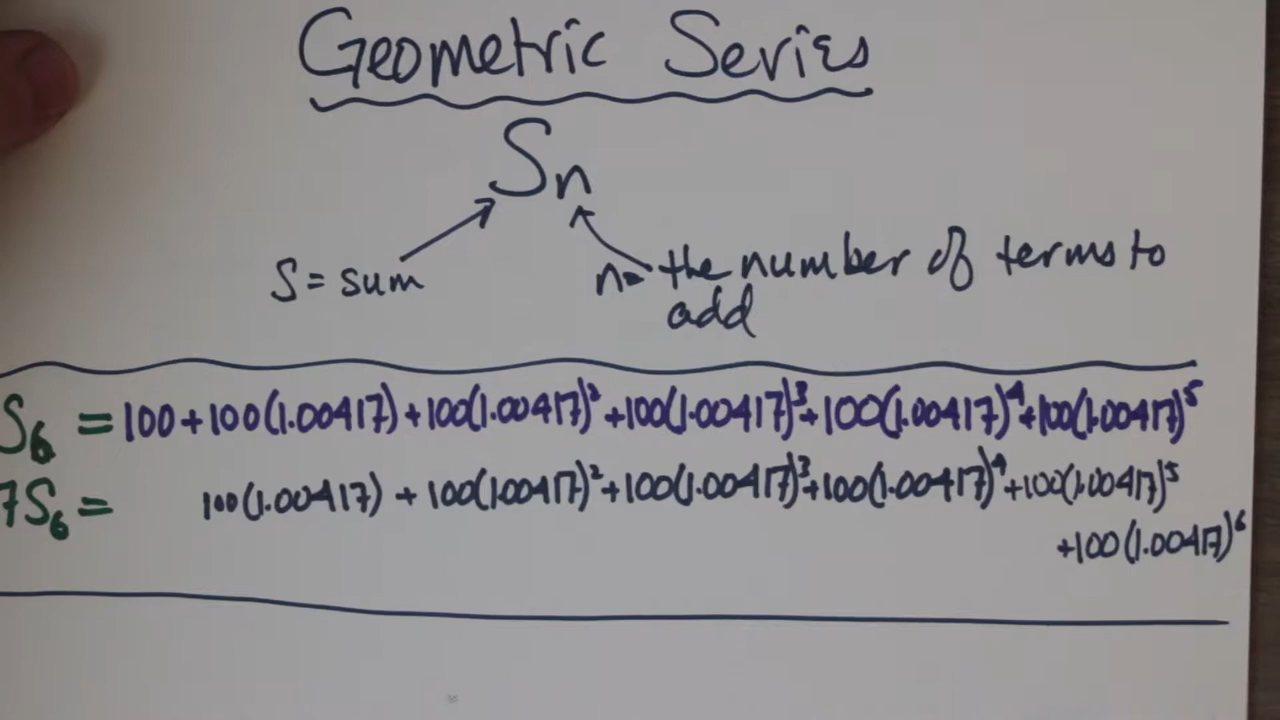 Geometric Series
Sn
S = sum
n = the number of terms to
add
S6 = 100 + 100(1.00417) + 100(1.00417)^2 + 100(1.00417)^3 + 100(1.00417)^4 + 100(1.00417)^5
7S6 = 100(1.00417) + 100(1.00417)^2 + 100(1.00417)^3 + 100(1.00417)^4 + 100(1.00417)^5
+ 100(1.00417)^6